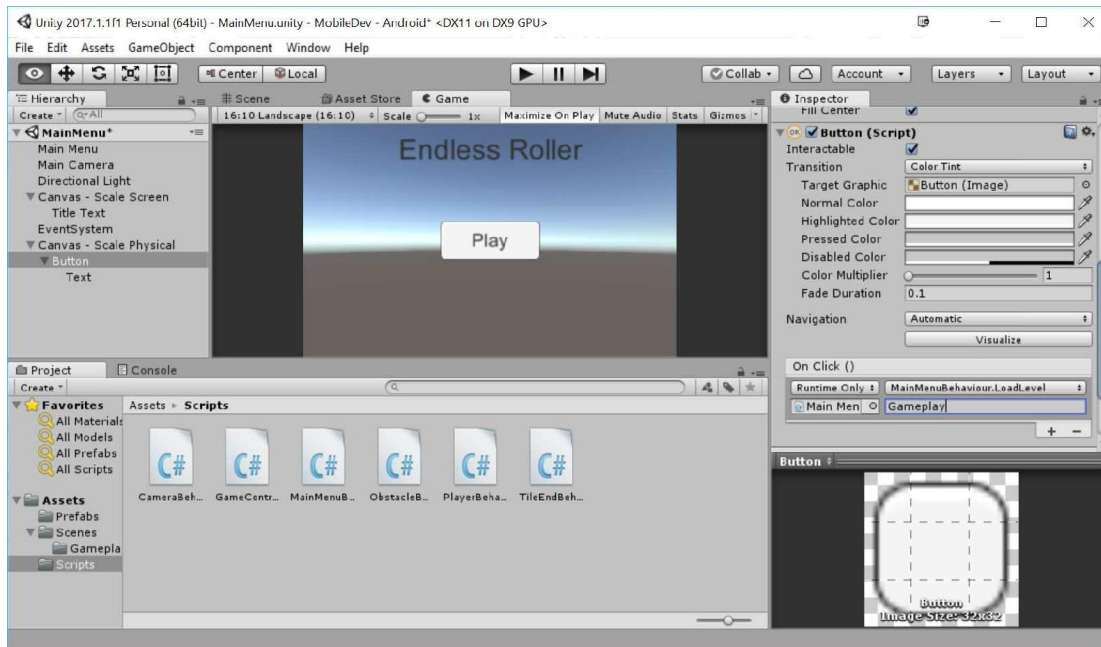 Unity 2017.1.1f1 Personal (64bit) - MainMenu.unity - MobileDev - Android* <DX11 on DX9 GPU>
File Edit Assets GameObject Component Window Help
Center Local Collab Account Layers Layout
Hierarchy
Create All
MainMenu*
Main Menu
Main Camera
Directional Light
Canvas - Scale Screen
Title Text
EventSystem
Canvas - Scale Physical
Button
Text
Scene Asset Store Game
16:10 Landscape (16:10) Scale 1x Maximize On Play Mute Audio Stats Gizmos
Endless Roller
Play
Inspector
Fill Center
Button (Script)
Interactable
Transition Color Tint
Target Graphic Button (Image)
Normal Color
Highlighted Color
Pressed Color
Disabled Color
Color Multiplier 1
Fade Duration 0.1
Navigation Automatic
Visualize
On Click ()
Runtime Only MainMenuBehaviour.LoadLevel
Main Men Gameplay
+ -
Button
Button
Image Size: 32x32
Project Console
Create
Favorites
All Materials
All Models
All Prefabs
All Scripts
Assets
Prefabs
Scenes
Gamepla
Scripts
Assets Scripts
C# C# C# C# C# C#
CameraBeh... GameContr... MainMenuB... ObstacleB... PlayerBeha... TileEndBeh...